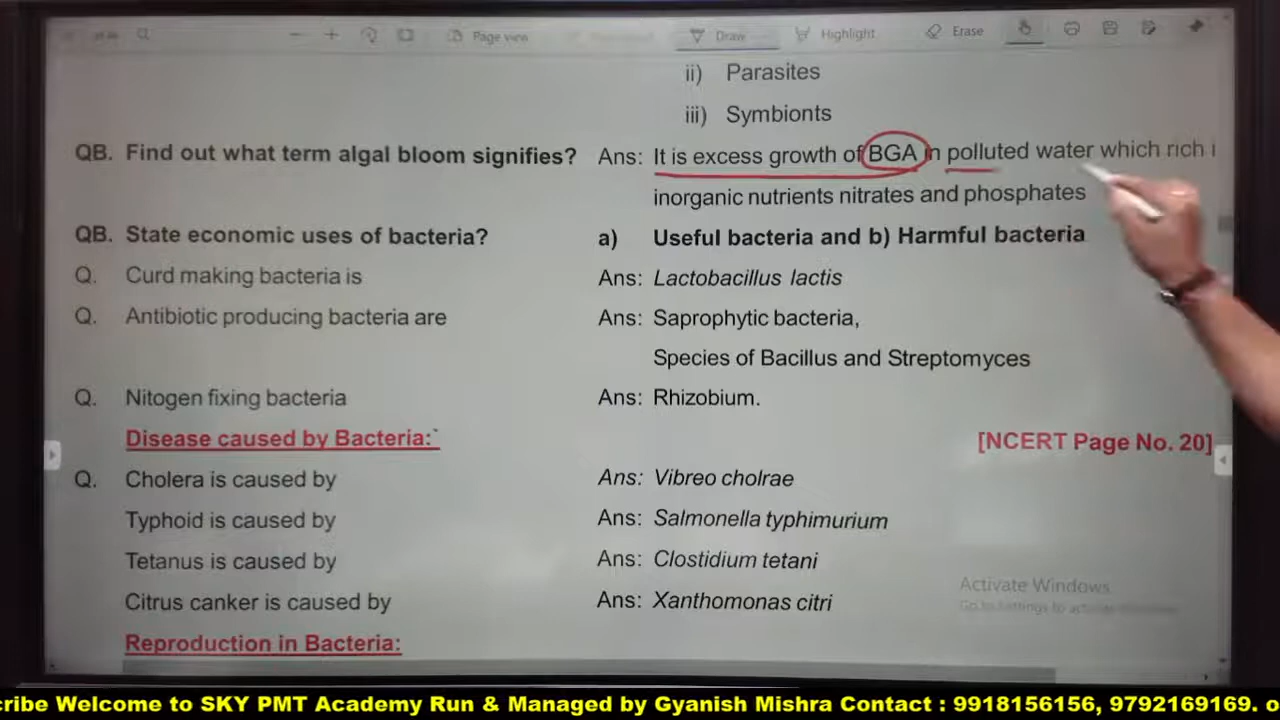 Page view Draw Highlight Erase
ii) Parasites
iii) Symbionts
QB. Find out what term algal bloom signifies? Ans: It is excess growth of BGA in polluted water which rich i
inorganic nutrients nitrates and phosphates
QB. State economic uses of bacteria? a) Useful bacteria and b) Harmful bacteria
Q. Curd making bacteria is Ans: Lactobacillus lactis
Q. Antibiotic producing bacteria are Ans: Saprophytic bacteria,
Species of Bacillus and Streptomyces
Q. Nitogen fixing bacteria Ans: Rhizobium.
Disease caused by Bacteria:` [NCERT Page No. 20]
Q. Cholera is caused by Ans: Vibreo cholrae
Typhoid is caused by Ans: Salmonella typhimurium
Tetanus is caused by Ans: Clostidium tetani
Activate Windows
Go to Settings to activate Windows.
Citrus canker is caused by Ans: Xanthomonas citri
Reproduction in Bacteria:
cribe Welcome to SKY PMT Academy Run & Managed by Gyanish Mishra Contact : 9918156156, 9792169169. o